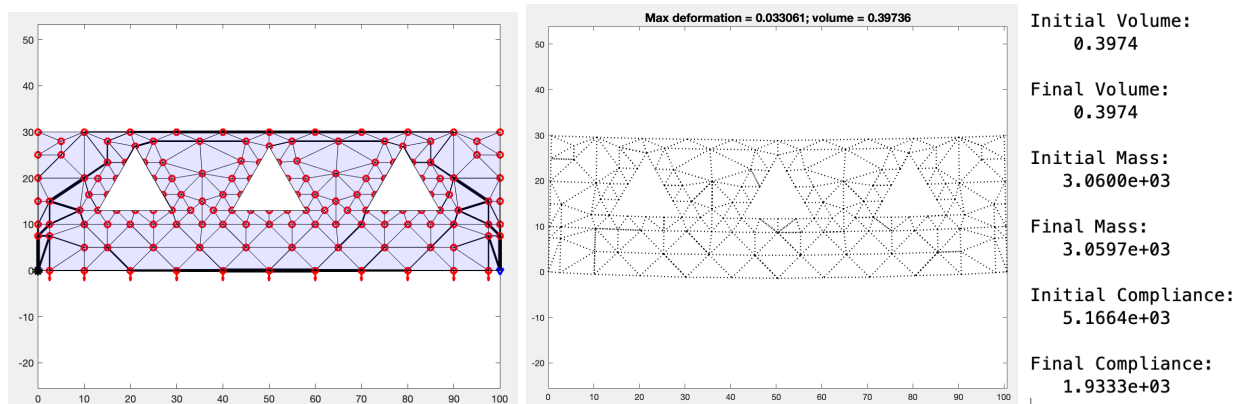 50
40
30
20
10
0
-10
-20
0 10 20 30 40 50 60 70 80 90 100
Max deformation = 0.033061; volume = 0.39736
50
40
30
20
10
0
-10
-20
0 10 20 30 40 50 60 70 80 90 100
Initial Volume:
0.3974
Final Volume:
0.3974
Initial Mass:
3.0600e+03
Final Mass:
3.0597e+03
Initial Compliance:
5.1664e+03
Final Compliance:
1.9333e+03